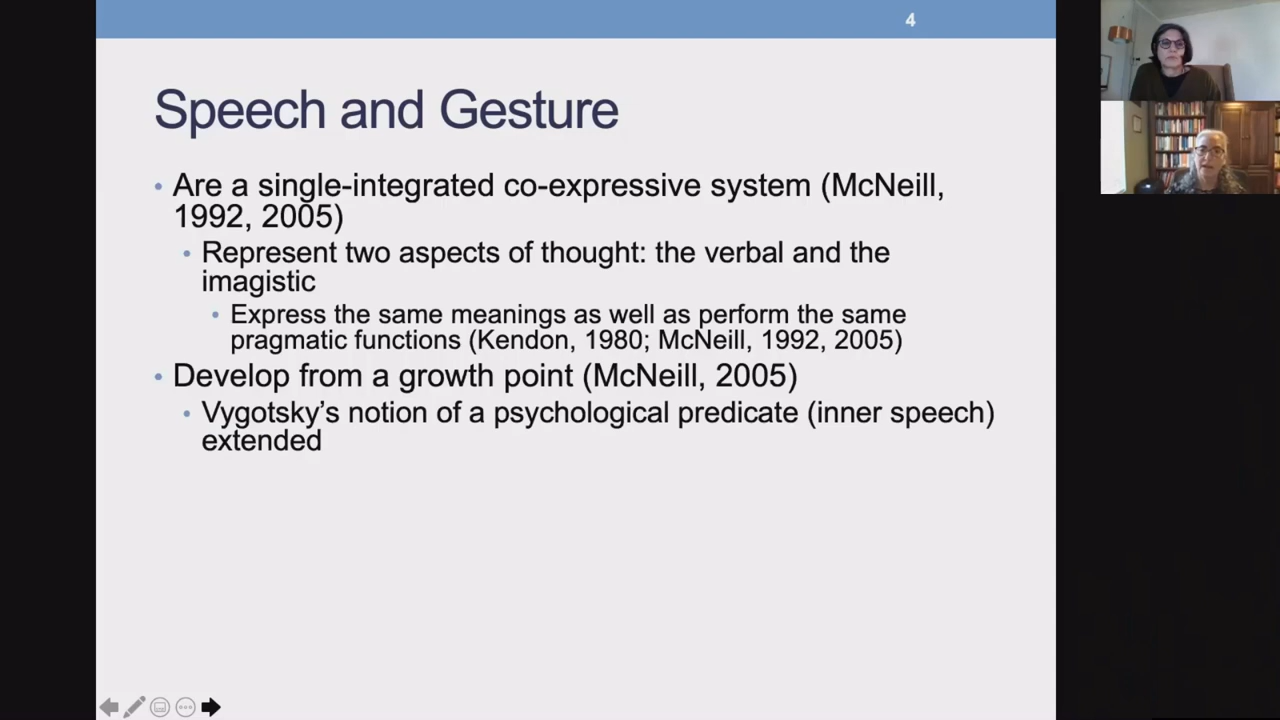 4
Speech and Gesture
• Are a single-integrated co-expressive system (McNeill,
1992, 2005)
• Represent two aspects of thought: the verbal and the
imagistic
• Express the same meanings as well as perform the same
pragmatic functions (Kendon, 1980; McNeill, 1992, 2005)
• Develop from a growth point (McNeill, 2005)
• Vygotsky’s notion of a psychological predicate (inner speech)
extended